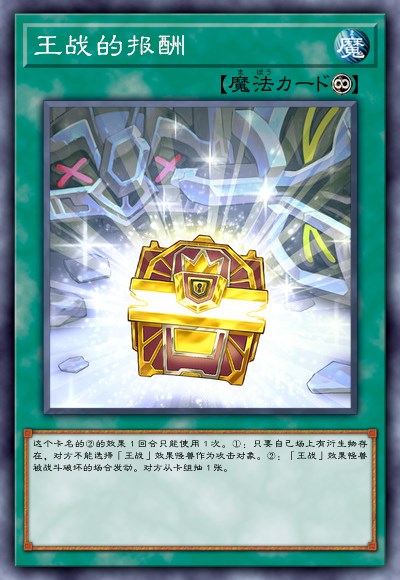 王战的报酬
魔
【魔法カード】
まほう
这个卡名的②的效果1回合只能使用1次。①：只要自己场上有衍生物存
在，对方不能选择「王战」效果怪兽作为攻击对象。②：「王战」效果怪兽
被战斗破坏的场合发动。对方从卡组抽1张。